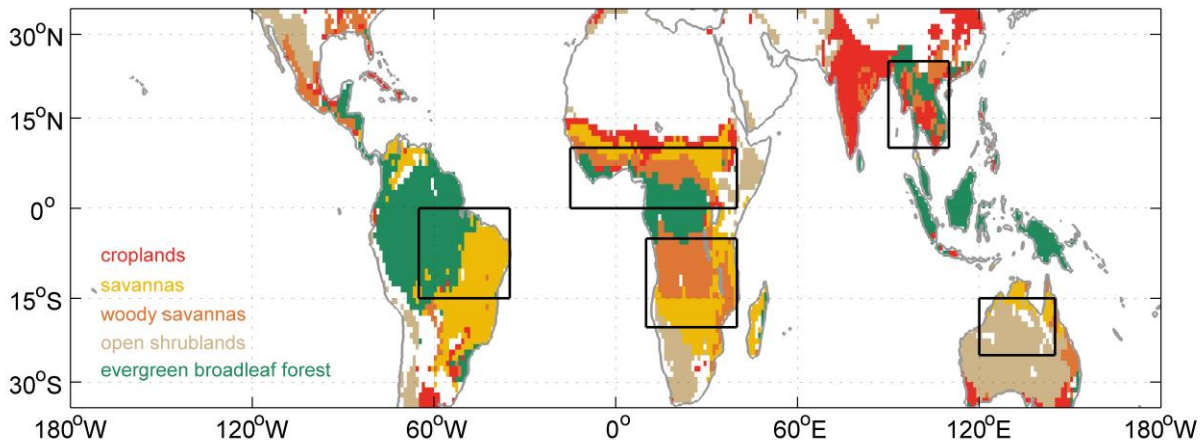 30°N
15°N
0°
15°S
30°S
croplands
savannas
woody savannas
open shrublands
evergreen broadleaf forest
180°W 120°W 60°W 0° 60°E 120°E 180°W